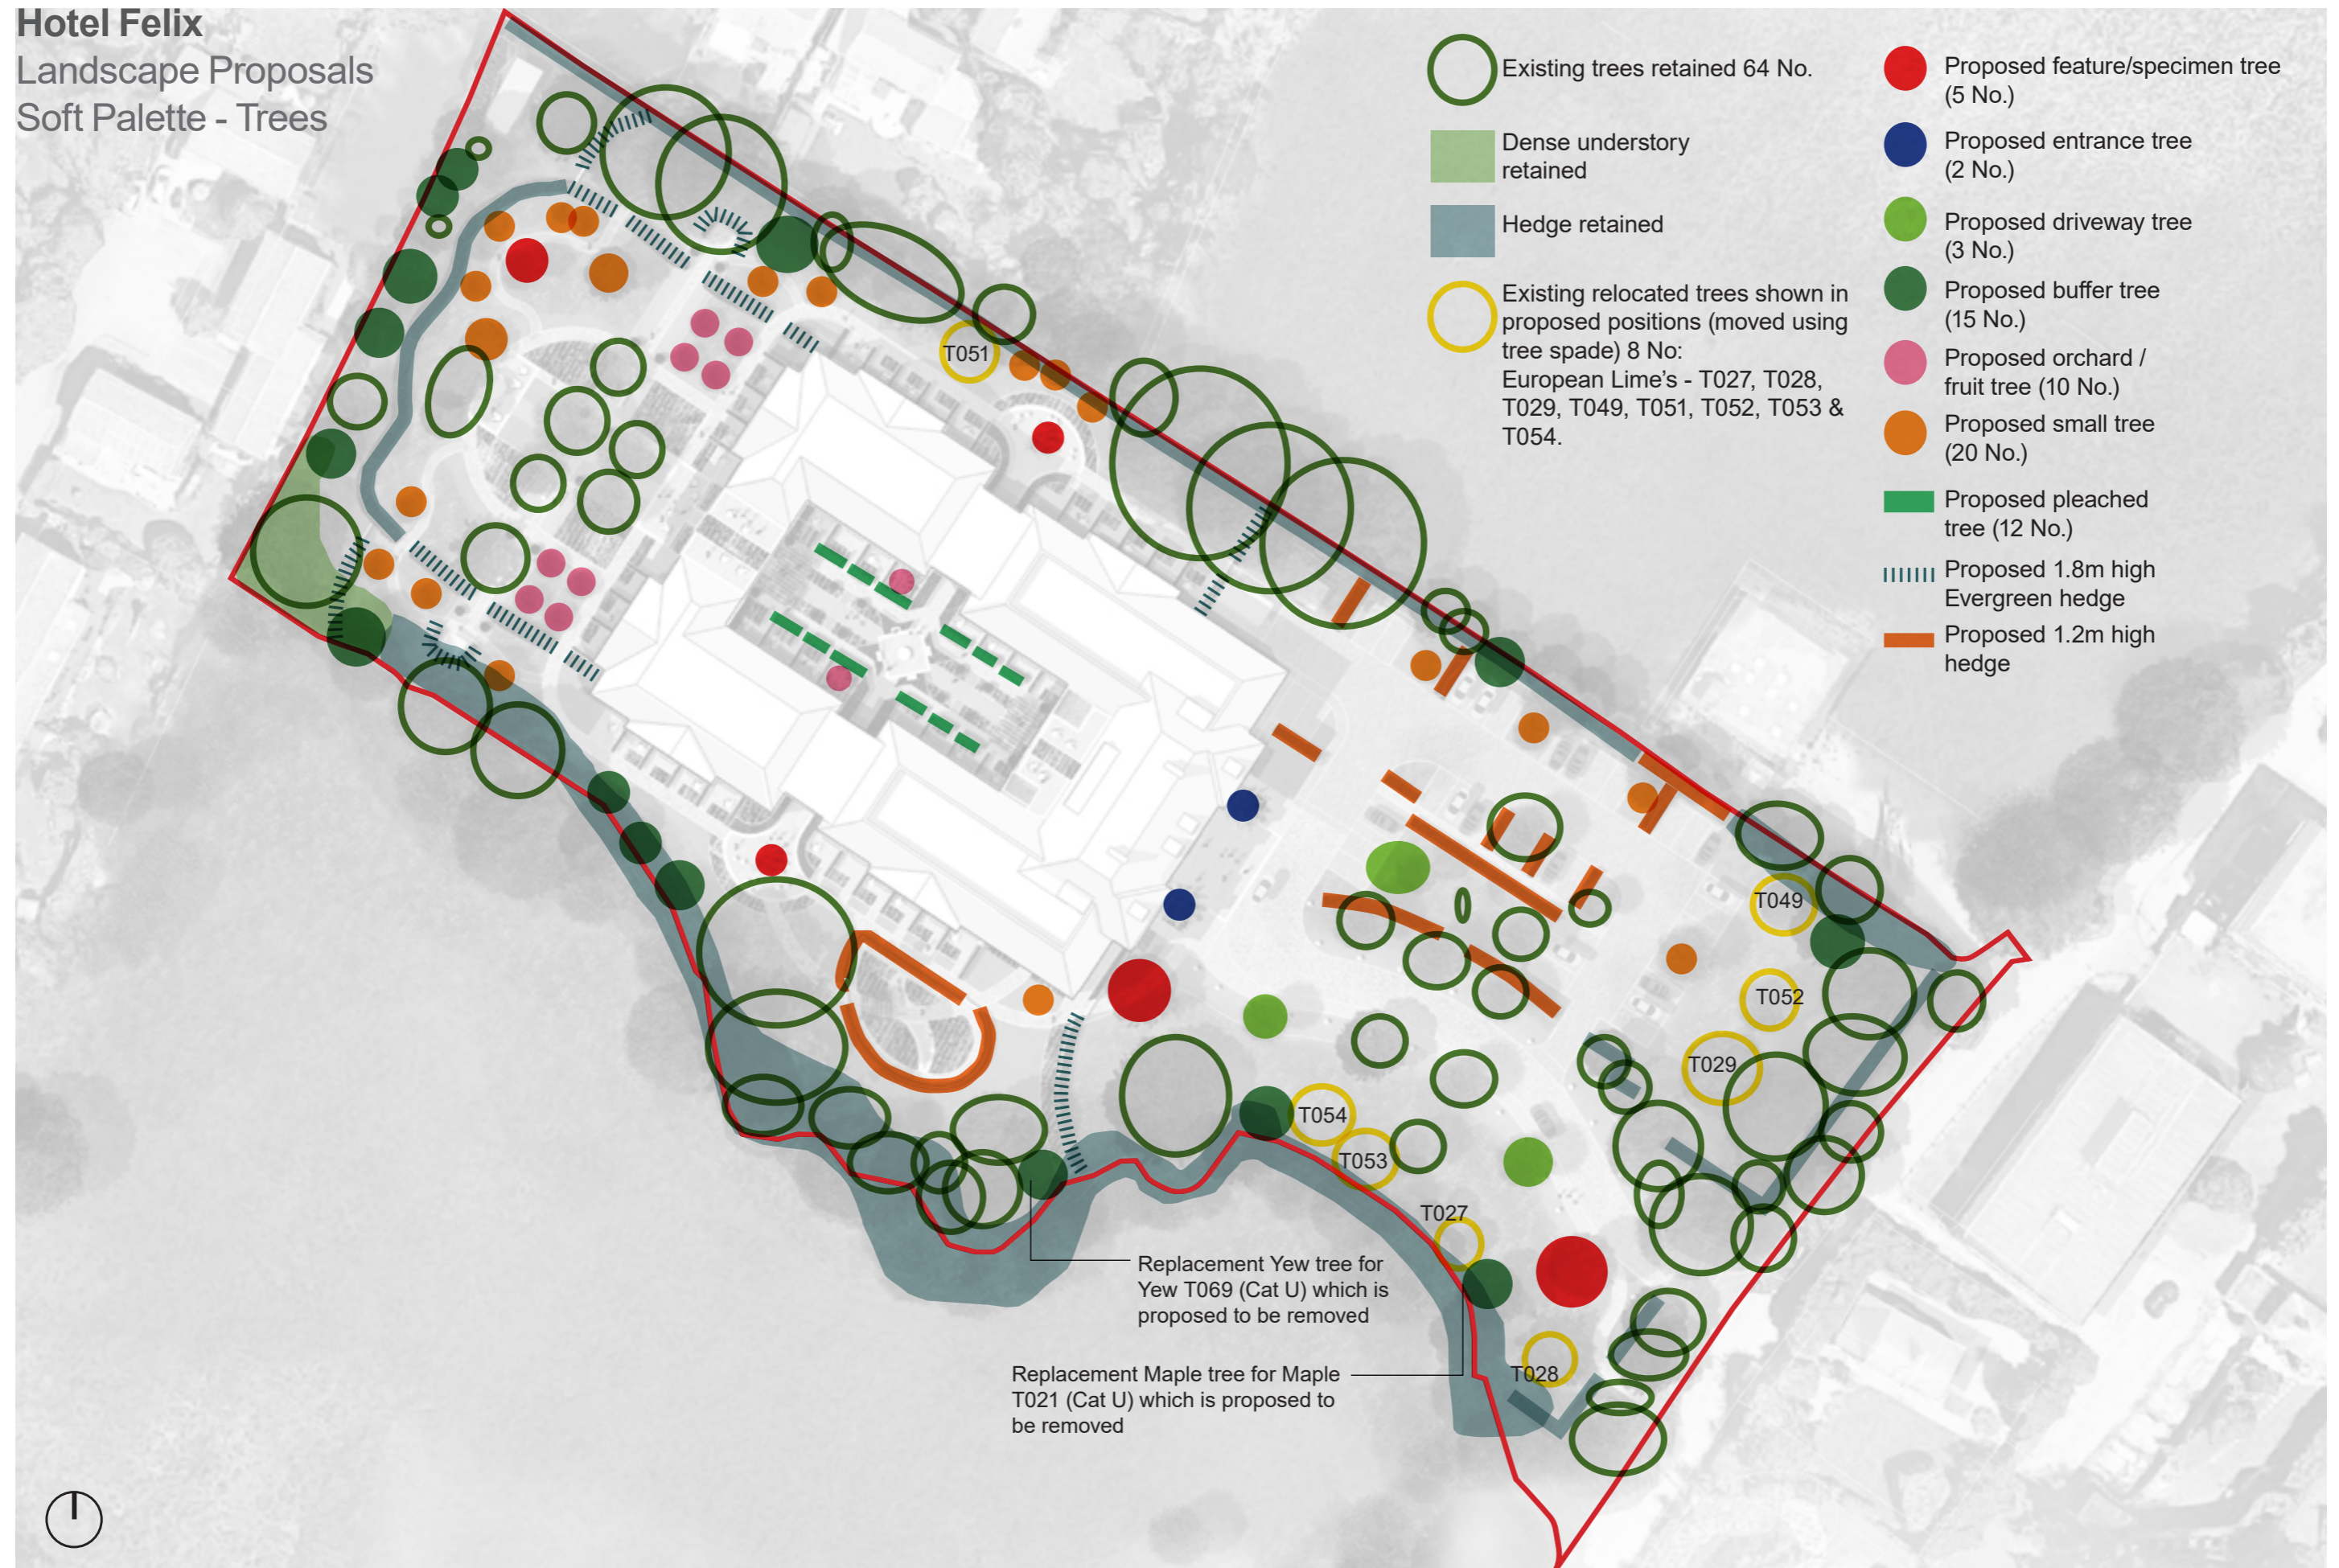 Hotel Felix
Landscape Proposals
Soft Palette - Trees
Existing trees retained 64 No.
Dense understory
retained
Hedge retained
Existing relocated trees shown in
proposed positions (moved using
tree spade) 8 No:
European Lime's - T027, T028,
T029, T049, T051, T052, T053 &
T054.
Proposed feature/specimen tree
(5 No.)
Proposed entrance tree
(2 No.)
Proposed driveway tree
(3 No.)
Proposed buffer tree
(15 No.)
Proposed orchard /
fruit tree (10 No.)
Proposed small tree
(20 No.)
Proposed pleached
tree (12 No.)
Proposed 1.8m high
Evergreen hedge
Proposed 1.2m high
hedge
T051
T049
T052
T029
T054
T053
T027
T028
Replacement Yew tree for
Yew T069 (Cat U) which is
proposed to be removed
Replacement Maple tree for Maple
T021 (Cat U) which is proposed to
be removed